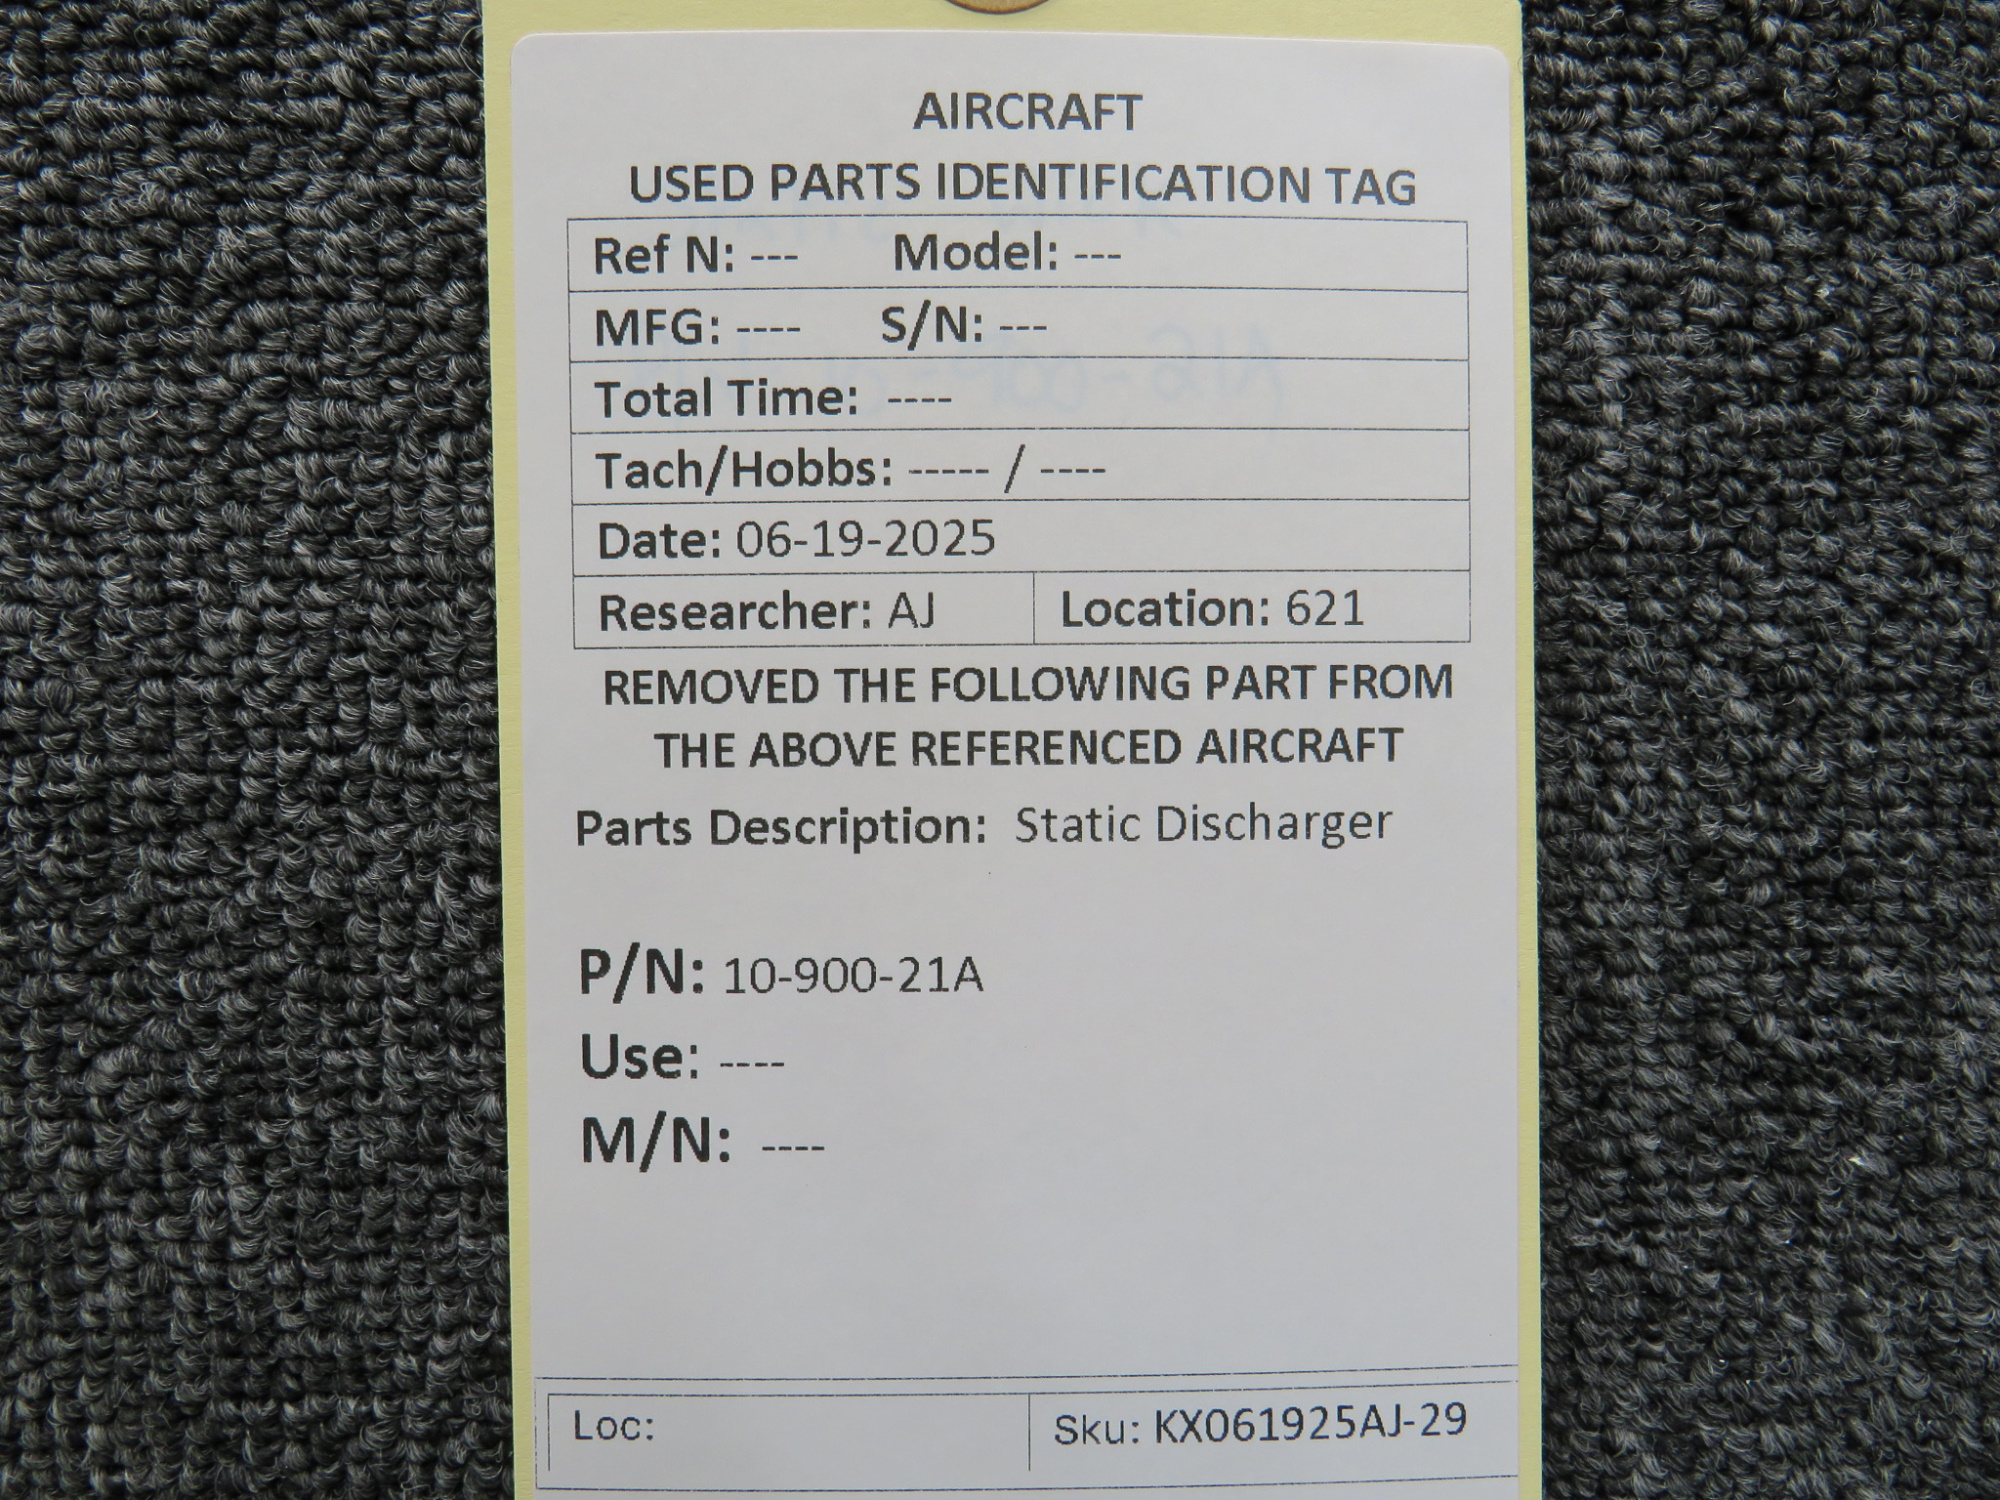 AIRCRAFT
USED PARTS IDENTIFICATION TAG
Ref N: --- Model: ---
MFG: ---- S/N: ---
Total Time: ----
Tach/Hobbs: ----- / ----
Date: 06-19-2025
Researcher: AJ Location: 621
REMOVED THE FOLLOWING PART FROM
THE ABOVE REFERENCED AIRCRAFT
Parts Description: Static Discharger
P/N: 10-900-21A
Use: ----
M/N: ----
Loc: Sku: KX061925AJ-29